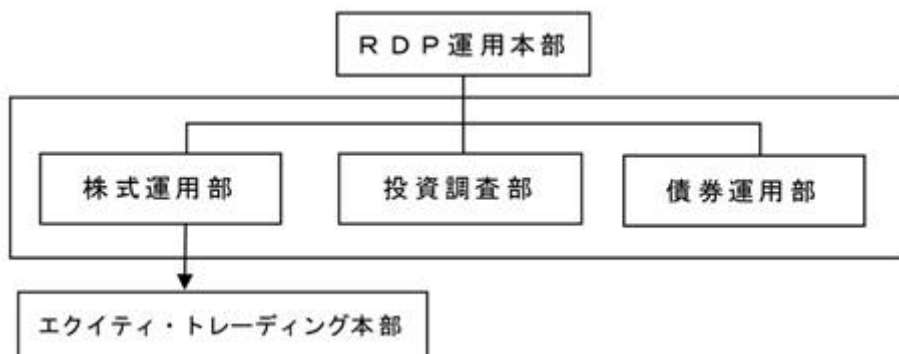 ＲＤＰ運用本部
株式運用部
投資調査部
債券運用部
エクイティ・トレーディング本部